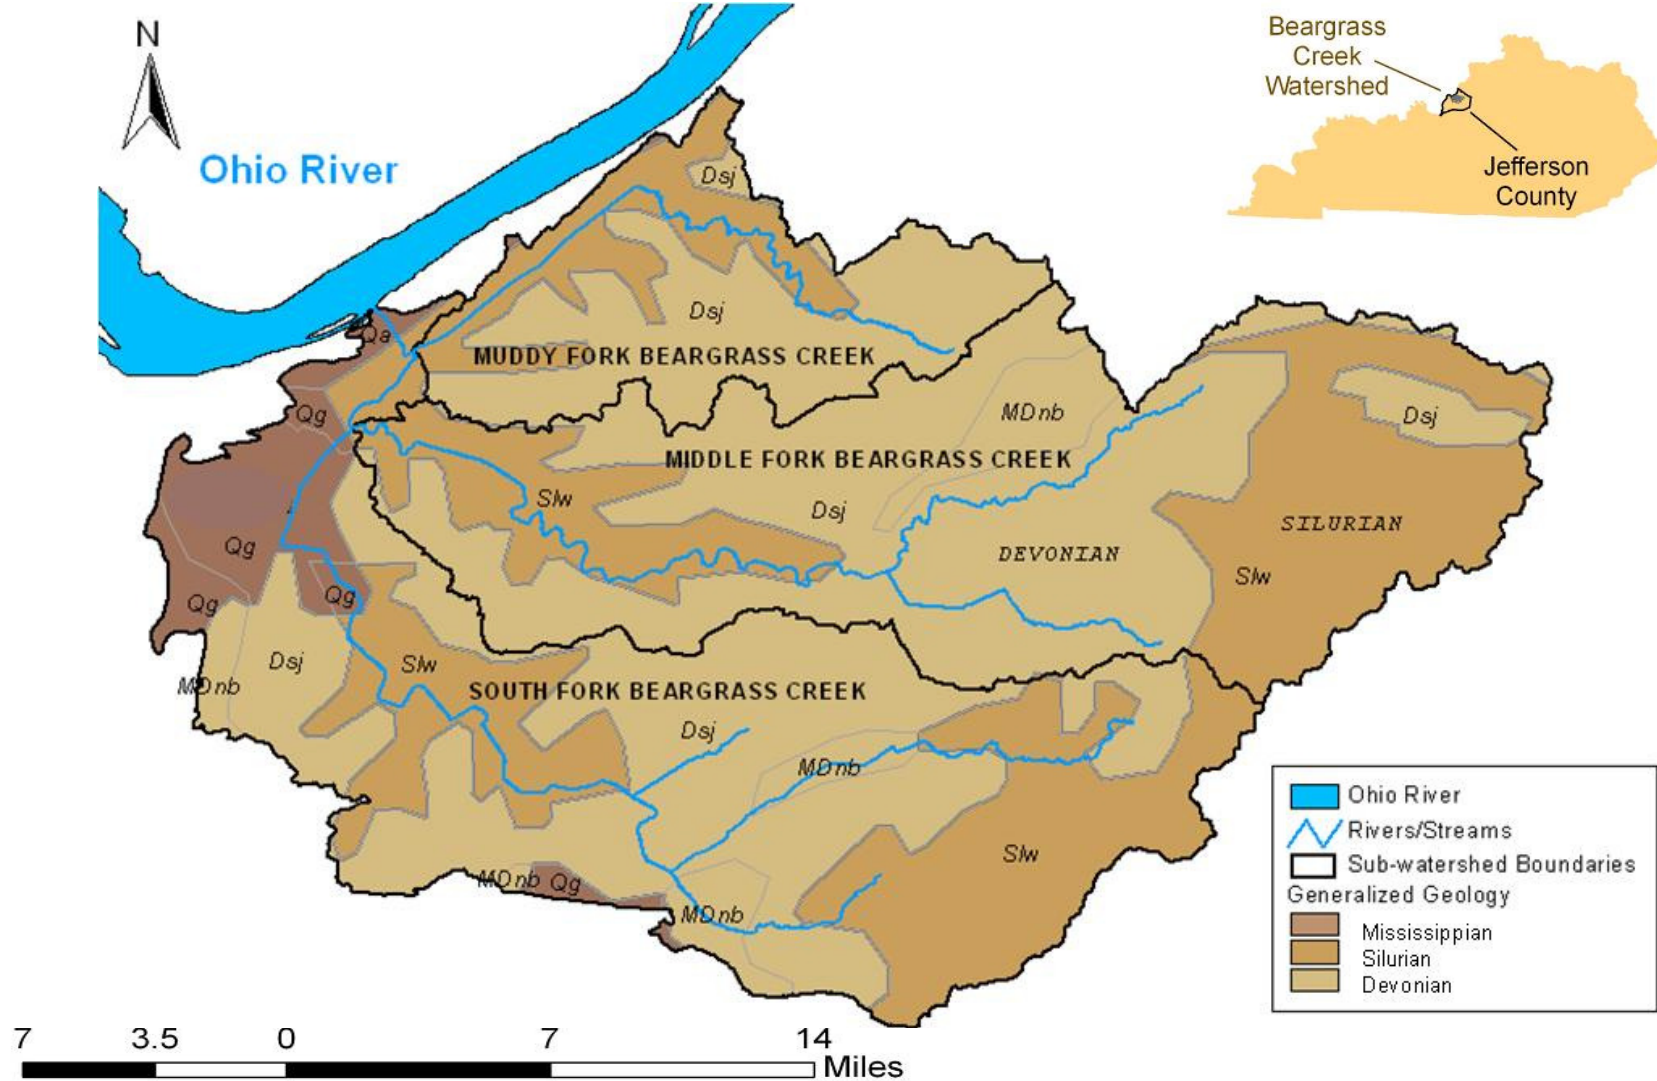 N
Ohio River
Beargrass
Creek
Watershed
Jefferson
County
Dsj
Dsj
Qa
MUDDY FORK BEARGRASS CREEK
Qg
MDnb
Dsj
MIDDLE FORK BEARGRASS CREEK
Slw
Dsj
SILURIAN
Qg
DEVONIAN
Slw
Qg
Qg
Dsj
Slw
MDnb
SOUTH FORK BEARGRASS CREEK
Dsj
MDnb
Slw
MDnb Qg
MDnb
Ohio River
Rivers/Streams
Sub-watershed Boundaries
Generalized Geology
Mississippian
Silurian
Devonian
7 3.5 0 7 14
Miles